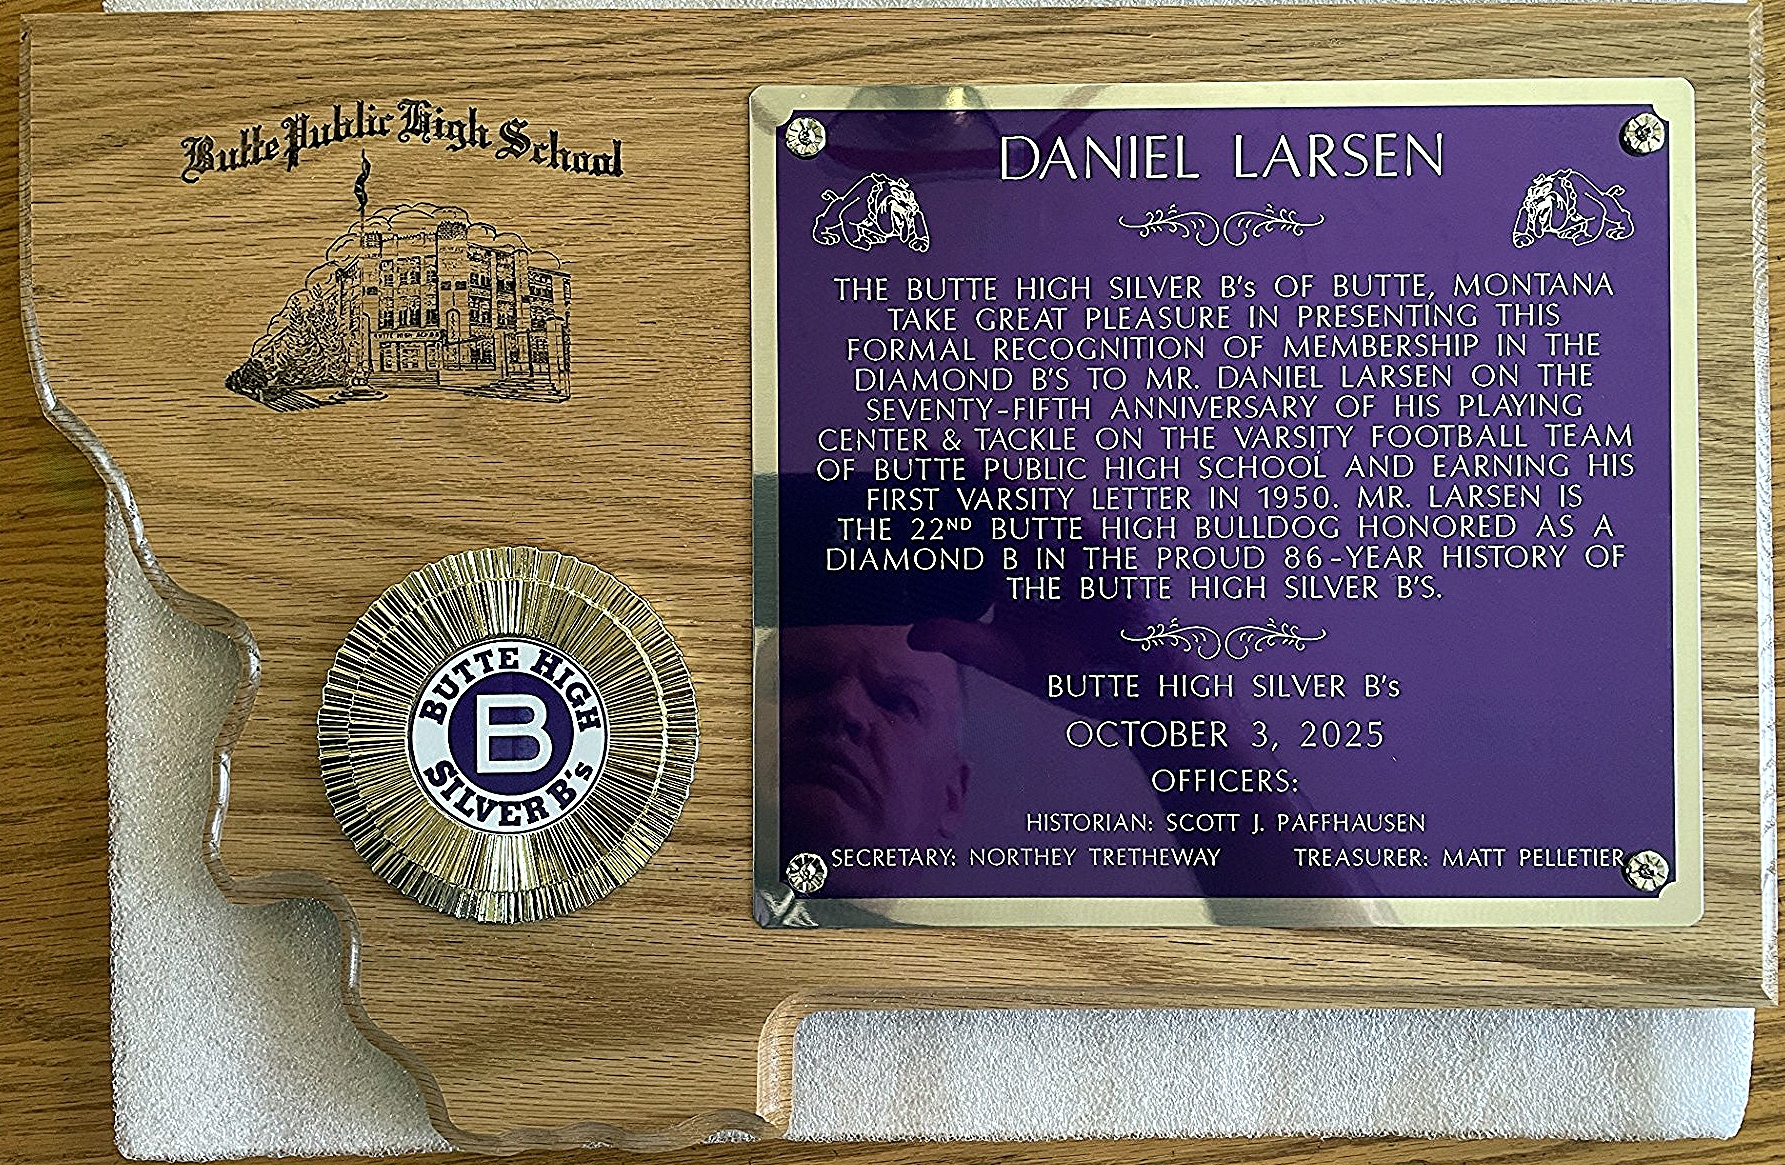 Butte Public High School
BUTTE HIGH
B
SILVER B's
DANIEL LARSEN
THE BUTTE HIGH SILVER B's OF BUTTE, MONTANA
TAKE GREAT PLEASURE IN PRESENTING THIS
FORMAL RECOGNITION OF MEMBERSHIP IN THE
DIAMOND B'S TO MR. DANIEL LARSEN ON THE
SEVENTY-FIFTH ANNIVERSARY OF HIS PLAYING
CENTER & TACKLE ON THE VARSITY FOOTBALL TEAM
OF BUTTE PUBLIC HIGH SCHOOL AND EARNING HIS
FIRST VARSITY LETTER IN 1950. MR. LARSEN IS
THE 22ND BUTTE HIGH BULLDOG HONORED AS A
DIAMOND B IN THE PROUD 86-YEAR HISTORY OF
THE BUTTE HIGH SILVER B'S.
BUTTE HIGH SILVER B's
OCTOBER 3, 2025
OFFICERS:
HISTORIAN: SCOTT J. PAFFHAUSEN
SECRETARY: NORTHEY TRETHEWAY TREASURER: MATT PELLETIER